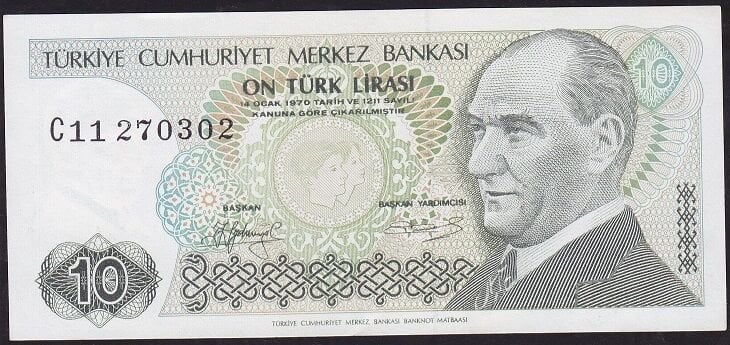 TÜRKİYE CUMHURİYET MERKEZ BANKASI
10
ON TÜRK LİRASI
14 OCAK 1970 TARİH VE 1211 SAYILI
KANUNA GÖRE ÇIKARILMIŞTIR
C11 270302
BAŞKAN
BAŞKAN YARDIMCISI
10
TÜRKİYE CUMHURİYET MERKEZ BANKASI BANKNOT MATBAASI